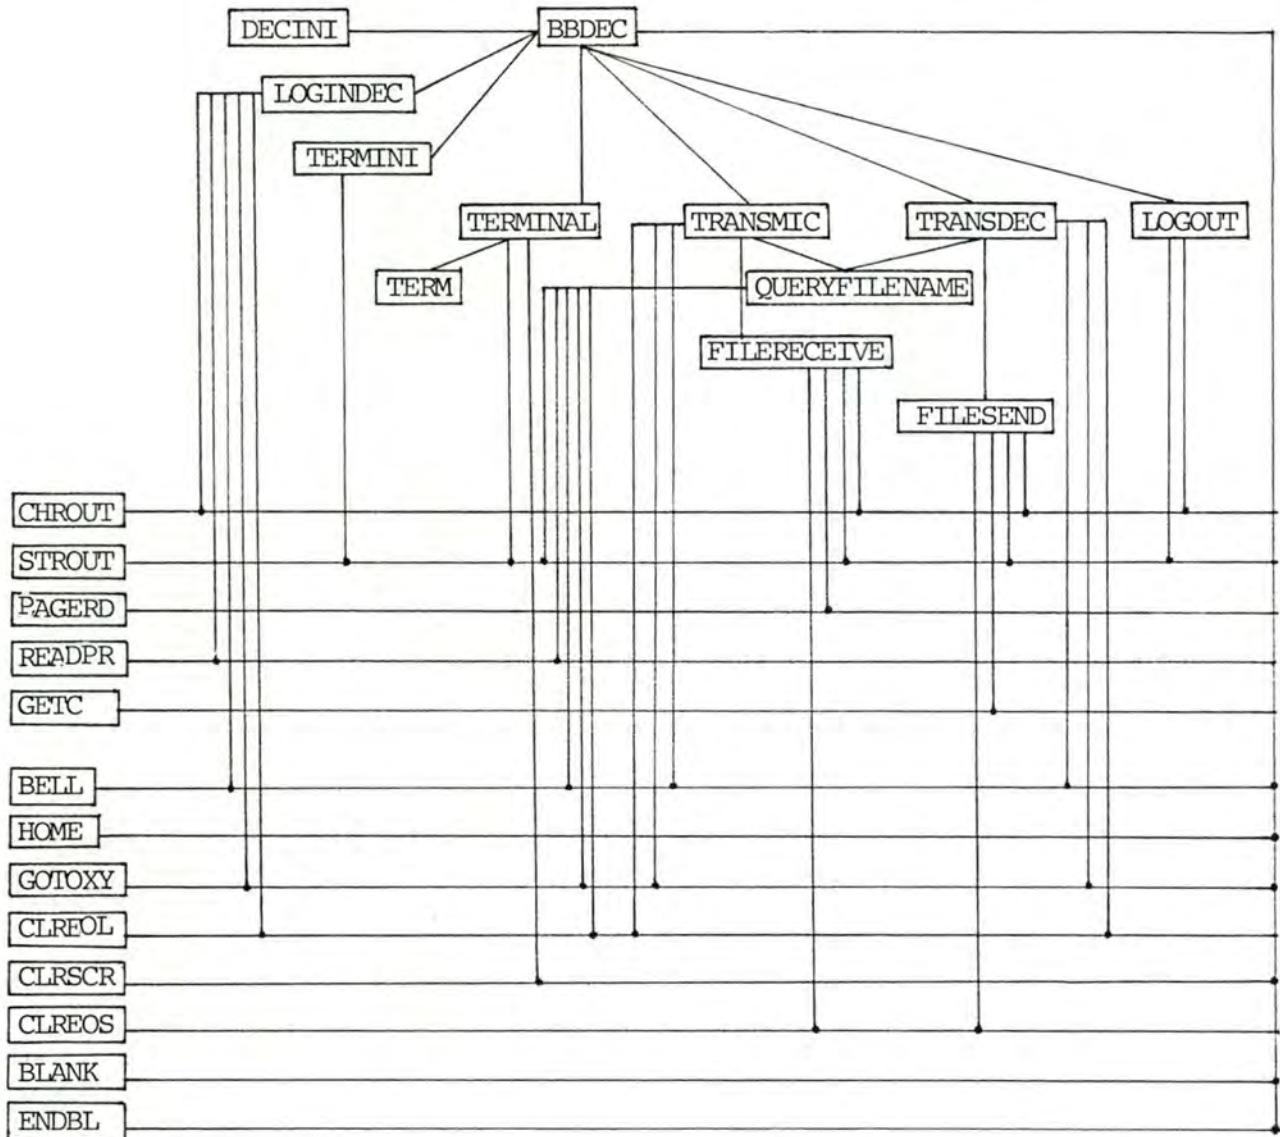 DECINI
BBDEC
LOGINDEC
TERMINI
TERMINAL
TRANSMIC
TRANSDEC
LOGOUT
TERM
QUERYFILENAME
FILERECEIVE
FILESEND
CHROUT
STROUT
PAGERD
READPR
GETC
BELL
HOME
GOTOXY
CLREOL
CLRSCR
CLREOS
BLANK
ENDBL